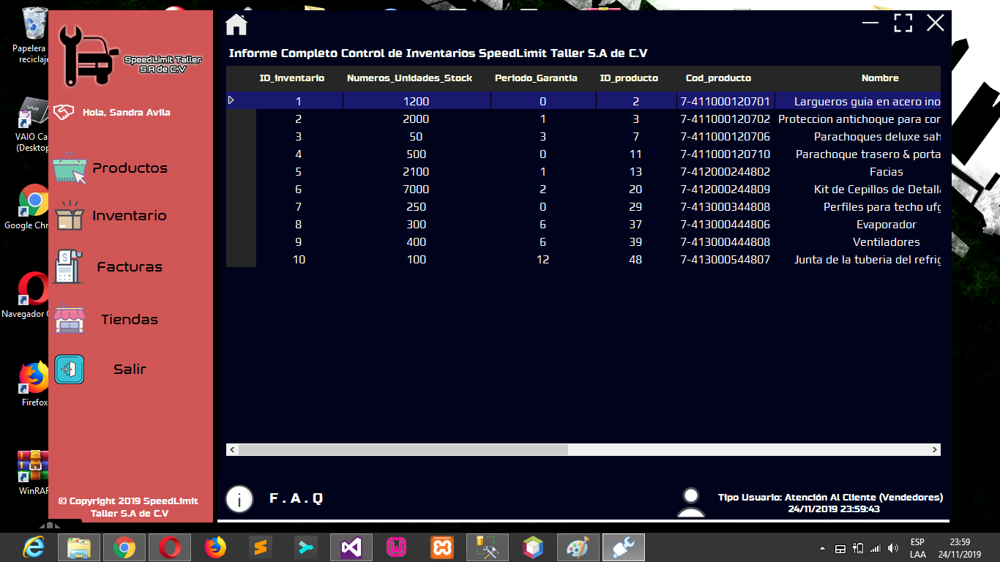 Papelera
reciclaje
VAIO Ca
(Desktop
Google Chr
Navegador
Firefox
WinRAR
SpeedLimit Taller
S.A de C.V
Hola, Sandra Avila
Productos
Inventario
Facturas
Tiendas
Salir
© Copyright 2019 SpeedLimit
Taller S.A de C.V
Informe Completo Control de Inventarios SpeedLimit Taller S.A de C.V
ID_inventario Numeros_Unidades_Stock Periodo_Garantia ID_producto Cod_producto Nombre
1 1200 0 2 7-411000120701 Largueros guia en acero ino
2 2000 1 3 7-411000120702 Proteccion antichoque para cor
3 50 3 7 7-411000120706 Parachoques deluxe sah
4 500 0 11 7-411000120710 Parachoque trasero & porta
5 2100 1 13 7-412000244802 Facias
6 7000 2 20 7-412000244809 Kit de Cepillos de Detalla
7 250 0 29 7-413000344808 Perfiles para techo ufg
8 300 6 37 7-413000444806 Evaporador
9 400 6 39 7-413000444808 Ventiladores
10 100 12 48 7-413000544807 Junta de la tuberia del refrig
F.A.Q
Tipo Usuario: Atención Al Cliente (Vendedores)
24/11/2019 23:59:43
ESP
LAA
23:59
24/11/2019